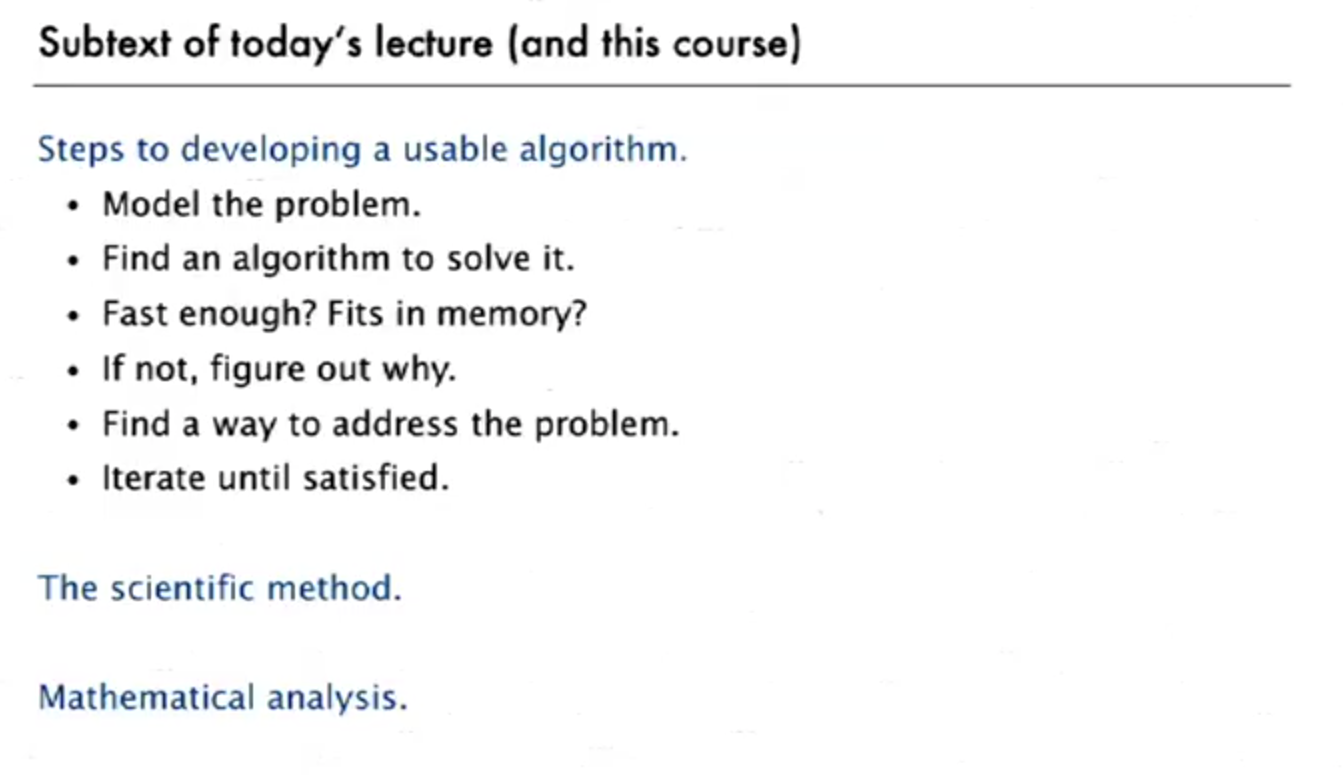 Subtext of today's lecture (and this course)
Steps to developing a usable algorithm.
• Model the problem.
• Find an algorithm to solve it.
• Fast enough? Fits in memory?
• If not, figure out why.
• Find a way to address the problem.
• Iterate until satisfied.
The scientific method.
Mathematical analysis.